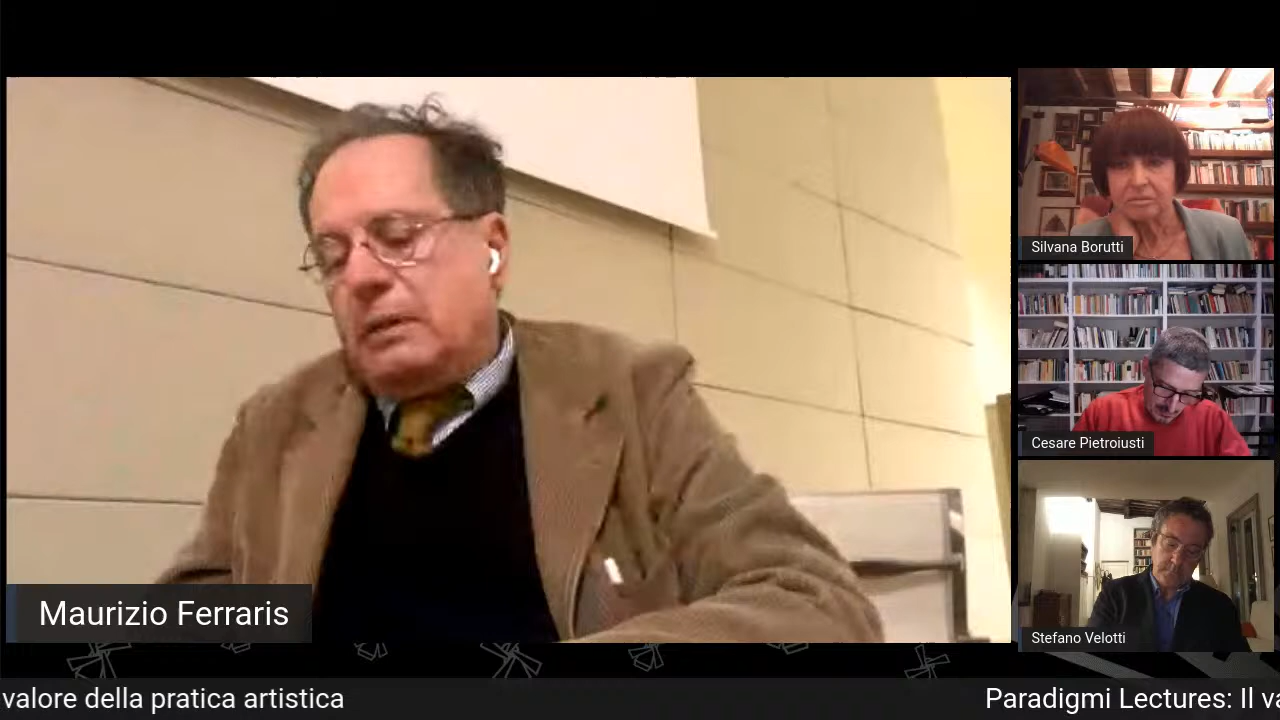 Silvana Borutti
Cesare Pietroiusti
Maurizio Ferraris
Stefano Velotti
valore della pratica artistica
Paradigmi Lectures: Il va